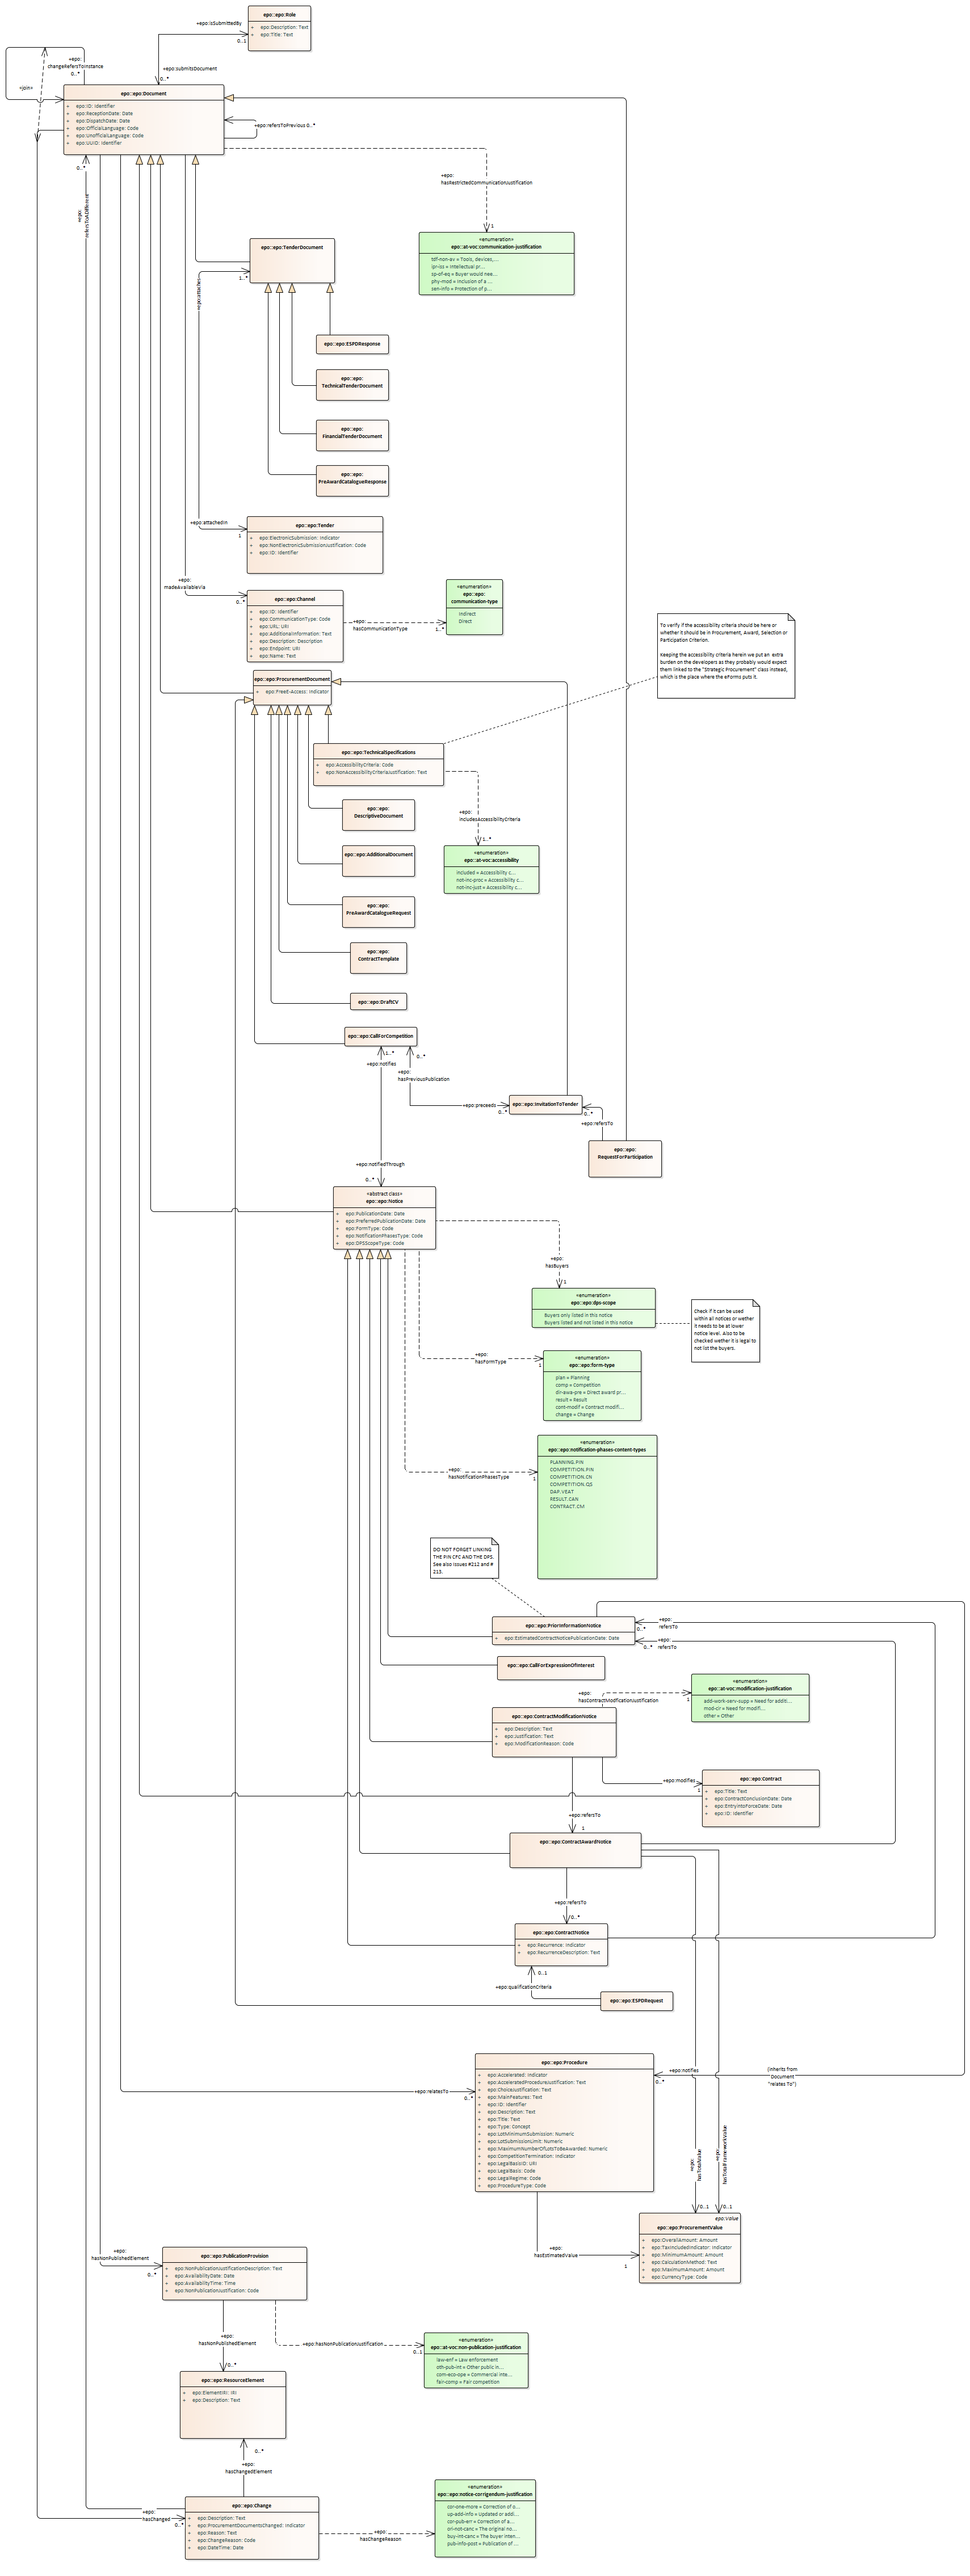 epo::epo:Role
+ epo:Description: Text
+ epo:Title: Text
+epo:isSubmittedBy
0..1
+epo:submitsDocument
0..*
+epo:
changeRefersToInstance
0..*
«join»
epo::epo:Document
+ epo:ID: Identifier
+ epo:ReceptionDate: Date
+ epo:DispatchDate: Date
+ epo:OfficialLanguage: Code
+ epo:UnofficialLanguage: Code
+ epo:UUID: Identifier
+epo:refersToPrevious 0..*
0..*
+epo:
refersToADifferent
+epo:
hasRestrictedCommunicationJustification
1
«enumeration»
epo::at-voc:communication-justification
tdf-non-av = Tools, devices,...
ipr-iss = Intellectual pr...
sp-of-eq = Buyer would nee...
phy-mod = Inclusion of a ...
sen-info = Protection of p...
epo::epo:TenderDocument
1..*
+epo:attaches
epo::epo:ESPDResponse
epo::epo:
TechnicalTenderDocument
epo::epo:
FinancialTenderDocument
epo::epo:
PreAwardCatalogueResponse
+epo:attachedIn
1
epo::epo:Tender
+ epo:ElectronicSubmission: Indicator
+ epo:NonElectronicSubmissionJustification: Code
+ epo:ID: Identifier
+epo:
madeAvailableVia
0..*
epo::epo:Channel
+ epo:ID: Identifier
+ epo:CommunicationType: Code
+ epo:URL: URI
+ epo:AdditionalInformation: Text
+ epo:Description: Description
+ epo:Endpoint: URI
+ epo:Name: Text
+epo:
hasCommunicationType
1..*
«enumeration»
epo::epo:
communication-type
Indirect
Direct
To verify if the accessibility criteria should be here or
whether it should be in Procurement, Award, Selection or
Participation Criterion.
Keeping the accessibility criteria herein we put an extra
burden on the developers as they probably would expect
them linked to the "Strategic Procurement" class instead,
which is the place where the eForms puts it.
epo::epo:ProcurementDocument
+ epo:FreeE-Access: Indicator
epo::epo:TechnicalSpecifications
+ epo:AccessibilityCriteria: Code
+ epo:NonAccessibilityCriteriaJustification: Text
+epo:
includesAccessibilityCriteria
1..*
«enumeration»
epo::at-voc:accessibility
included = Accessibility c...
not-inc-proc = Accessibility c...
not-inc-just = Accessibility c...
epo::epo:
DescriptiveDocument
epo::epo:AdditionalDocument
epo::epo:
PreAwardCatalogueRequest
epo::epo:
ContractTemplate
epo::epo:DraftCV
epo::epo:CallForCompetition
1..*
+epo:notifies
0..*
+epo:
hasPreviousPublication
+epo:preceeds
0..*
epo::epo:InvitationToTender
0..*
+epo:refersTo
epo::epo:
RequestForParticipation
+epo:notifiedThrough
0..*
«abstract class»
epo::epo:Notice
+ epo:PublicationDate: Date
+ epo:PreferredPublicationDate: Date
+ epo:FormType: Code
+ epo:NotificationPhasesType: Code
+ epo:DPSScopeType: Code
+epo:
hasBuyers
1
«enumeration»
epo::epo:dps-scope
Buyers only listed in this notice
Buyers listed and not listed in this notice
Check if it can be used
within all notices or wether
it needs to be at lower
notice level. Also to be
checked wether it is legal to
not list the buyers.
+epo:
hasFormType
1
«enumeration»
epo::epo:form-type
plan = Planning
comp = Competition
dir-awa-pre = Direct award pr...
result = Result
cont-modif = Contract modifi...
change = Change
+epo:
hasNotificationPhasesType
1
«enumeration»
epo::epo:notification-phases-content-types
PLANNING.PIN
COMPETITION.PIN
COMPETITION.CN
COMPETITION.QS
DAP.VEAT
RESULT.CAN
CONTRACT.CM
DO NOT FORGET LINKING
THE PIN CFC AND THE DPS.
See also issues #212 and #
213.
epo::epo:PriorInformationNotice
+ epo:EstimatedContractNoticePublicationDate: Date
+epo:
refersTo
0..*
+epo:
refersTo
0..*
epo::epo:CallForExpressionOfInterest
+epo:
hasContractModficationJustification
1
«enumeration»
epo::at-voc:modification-justification
add-work-serv-supp = Need for additi...
mod-cir = Need for modifi...
other = Other
epo::epo:ContractModificationNotice
+ epo:Description: Text
+ epo:Justification: Text
+ epo:ModificationReason: Code
+epo:modifies
1
epo::epo:Contract
+ epo:Title: Text
+ epo:ContractConclusionDate: Date
+ epo:EntryIntoForceDate: Date
+ epo:ID: Identifier
+epo:refersTo
1
epo::epo:ContractAwardNotice
+epo:refersTo
0..*
epo::epo:ContractNotice
+ epo:Recurrence: Indicator
+ epo:RecurrenceDescription: Text
0..1
+epo:qualificationCriteria
epo::epo:ESPDRequest
epo::epo:Procedure
+ epo:Accelerated: Indicator
+ epo:AcceleratedProcedureJustification: Text
+ epo:ChoiceJustification: Text
+ epo:MainFeatures: Text
+ epo:ID: Identifier
+ epo:Description: Text
+ epo:Title: Text
+ epo:Type: Concept
+ epo:LotMinimumSubmission: Numeric
+ epo:LotSubmissionLimit: Numeric
+ epo:MaximumNumberOfLotsToBeAwarded: Numeric
+ epo:CompetitionTermination: Indicator
+ epo:LegalBasisID: URI
+ epo:LegalBasis: Code
+ epo:LegalRegime: Code
+ epo:ProcedureType: Code
+epo:relatesTo
0..*
+epo:notifies
0..*
(inherits from
Document
"relates To")
+epo:
hasTotalValue
0..1
+epo:
hasTotalFrameworkValue
0..1
+epo:
hasEstimatedValue
1
epo:Value
epo::epo:ProcurementValue
+ epo:OverallAmount: Amount
+ epo:TaxIncludedIndicator: Indicator
+ epo:MinimumAmount: Amount
+ epo:CalculationMethod: Text
+ epo:MaximumAmount: Amount
+ epo:CurrencyType: Code
+epo:
hasNonPublishedElement
0..*
epo::epo:PublicationProvision
+ epo:NonPublicationJustificationDescription: Text
+ epo:AvailabilityDate: Date
+ epo:AvailabilityTime: Time
+ epo:NonPublicationJustification: Code
+epo:
hasNonPublishedElement
0..*
+epo:hasNonPublicationJustification
0..1
«enumeration»
epo::at-voc:non-publication-justification
law-enf = Law enforcement
oth-pub-int = Other public in...
com-eco-ope = Commercial inte...
fair-comp = Fair competition
epo::epo:ResourceElement
+ epo:ElementIRI: IRI
+ epo:Description: Text
0..*
+epo:
hasChangedElement
+epo:
hasChanged
0..*
epo::epo:Change
+ epo:Description: Text
+ epo:ProcurementDocumentsChanged: Indicator
+ epo:Reason: Text
+ epo:ChangeReason: Code
+ epo:DateTime: Date
+epo:
hasChangeReason
«enumeration»
epo::epo:notice-corrigendum-justification
cor-one-more = Correction of o...
up-add-info = Updated or addi...
cor-pub-err = Correction of a...
ori-not-canc = The original no...
buy-int-canc = The buyer inten...
pub-info-post = Publication of ...